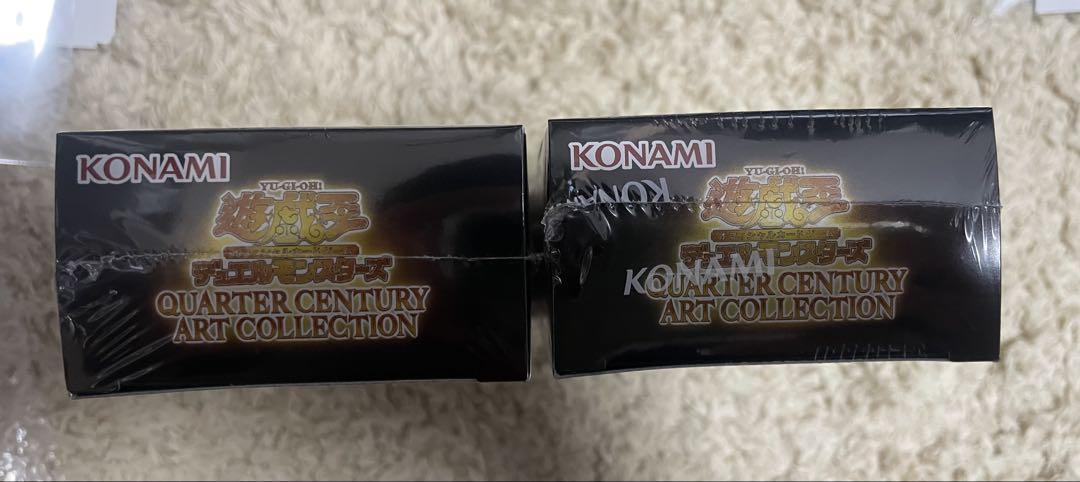 KONAMI
YU-GI-OH!
遊戯王
デュエルモンスターズ
QUARTER CENTURY
ART COLLECTION
KONAMI
KONAMI
YU-GI-OH!
遊戯王
デュエルモンスターズ
KONAMI
QUARTER CENTURY
ART COLLECTION